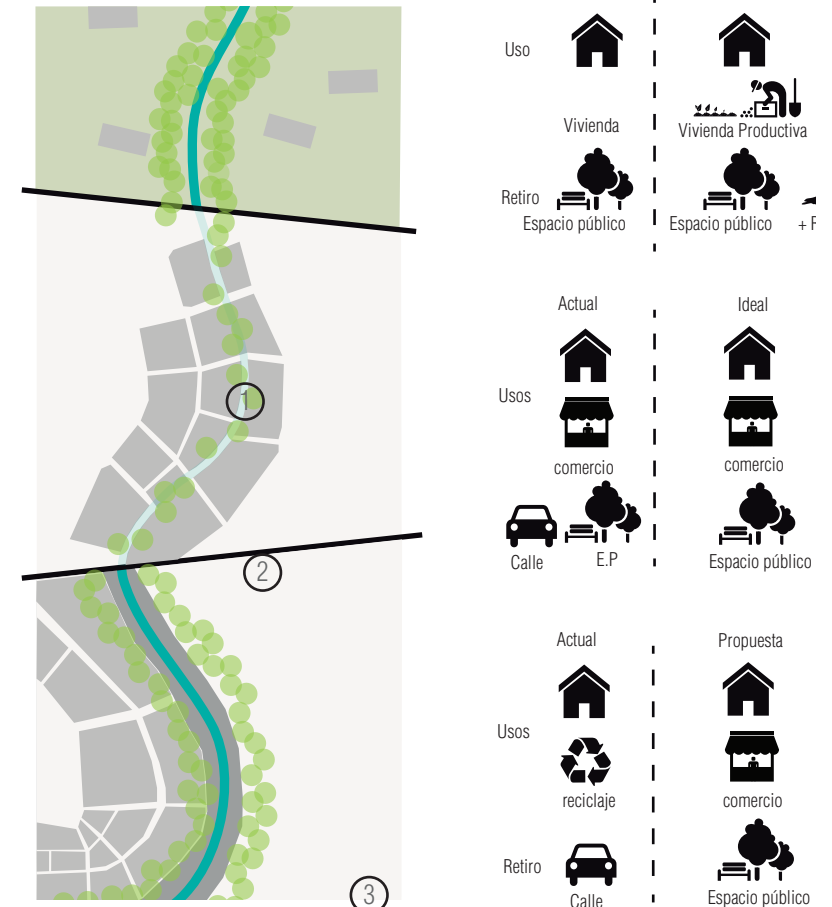 Uso
Vivienda
Vivienda Productiva
Retiro
Espacio público
Espacio público
Actual
Ideal
Usos
comercio
comercio
Calle
E.P
Espacio público
Actual
Propuesta
Usos
reciclaje
comercio
Retiro
Calle
Espacio público
1
2
3